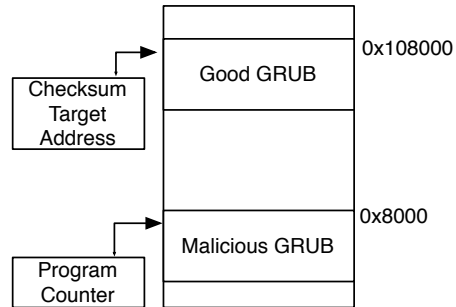 Good GRUB
0x108000
Checksum
Target
Address
0x8000
Malicious GRUB
Program
Counter